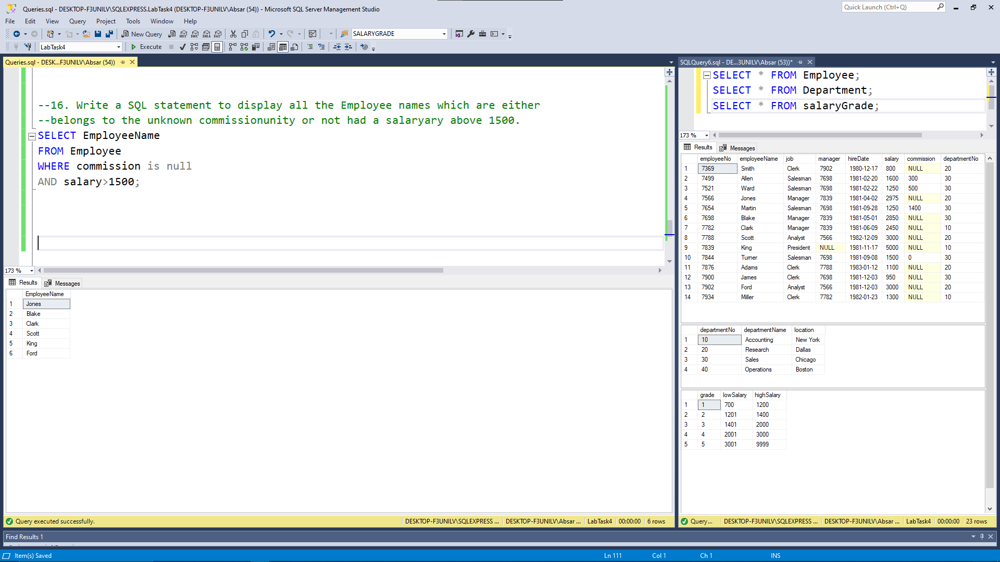 Queries.sql - DESKTOP-F3UNILV\SQLEXPRESS.LabTask4 (DESKTOP-F3UNILV\Absar (54)) - Microsoft SQL Server Management Studio
Quick Launch (Ctrl+Q)
File Edit View Query Project Tools Window Help
New Query MDX DMX XMLA DAX SALARYGRADE
LabTask4 Execute
Queries.sql - DESK...F3UNILV\Absar (54))
--16. Write a SQL statement to display all the Employee names which are either
--belongs to the unknown commissionunity or not had a salaryary above 1500.
SELECT EmployeeName
FROM Employee
WHERE commission is null
AND salary>1500;
173 %
Results Messages
EmployeeName
1 Jones
2 Blake
3 Clark
4 Scott
5 King
6 Ford
Query executed successfully. DESKTOP-F3UNILV\SQLEXPRESS ... DESKTOP-F3UNILV\Absar ... LabTask4 00:00:00 6 rows
SQLQuery6.sql - DE...3UNILV\Absar (53))*
SELECT * FROM Employee;
SELECT * FROM Department;
SELECT * FROM salaryGrade;
173 %
Results Messages
employeeNo employeeName job manager hireDate salary commission departmentNo
1 7369 Smith Clerk 7902 1980-12-17 800 NULL 20
2 7499 Allen Salesman 7698 1981-02-20 1600 300 30
3 7521 Ward Salesman 7698 1981-02-22 1250 500 30
4 7566 Jones Manager 7839 1981-04-02 2975 NULL 20
5 7654 Martin Salesman 7698 1981-09-28 1250 1400 30
6 7698 Blake Manager 7839 1981-05-01 2850 NULL 30
7 7782 Clark Manager 7839 1981-06-09 2450 NULL 10
8 7788 Scott Analyst 7566 1982-12-09 3000 NULL 20
9 7839 King President NULL 1981-11-17 5000 NULL 10
10 7844 Turner Salesman 7698 1981-09-08 1500 0 30
11 7876 Adams Clerk 7788 1983-01-12 1100 NULL 20
12 7900 James Clerk 7698 1981-12-03 950 NULL 30
13 7902 Ford Analyst 7566 1981-12-03 3000 NULL 20
14 7934 Miller Clerk 7782 1982-01-23 1300 NULL 10
departmentNo departmentName location
1 10 Accounting New York
2 20 Research Dallas
3 30 Sales Chicago
4 40 Operations Boston
grade lowSalary highSalary
1 1 700 1200
2 2 1201 1400
3 3 1401 2000
4 4 2001 3000
5 5 3001 9999
Query... DESKTOP-F3UNILV\SQLEXPRESS ... DESKTOP-F3UNILV\Absar ... LabTask4 00:00:00 23 rows
Find Results 1
Item(s) Saved Ln 111 Col 1 Ch 1 INS